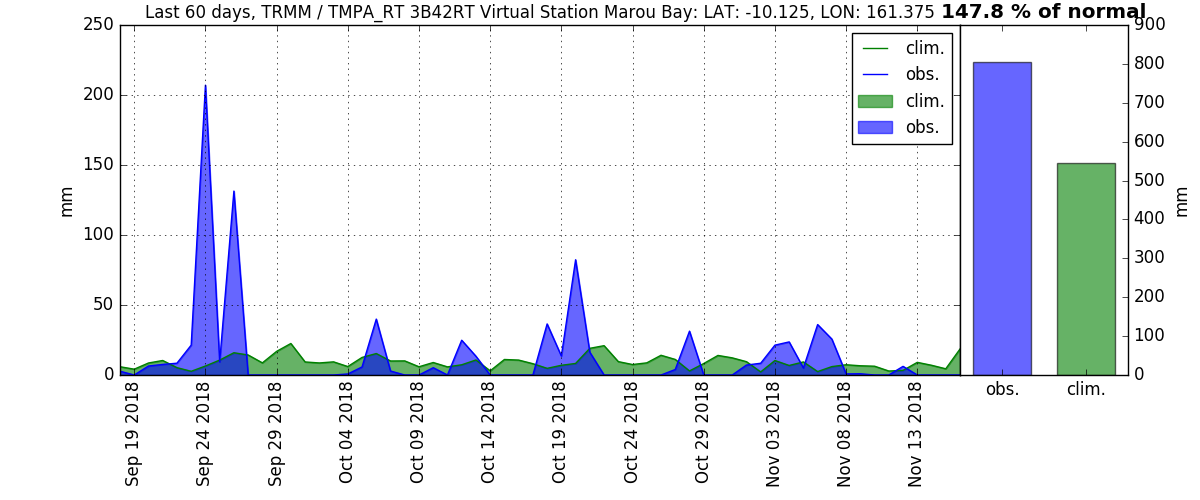 Last 60 days, TRMM / TMPA_RT 3B42RT Virtual Station Marou Bay: LAT: -10.125, LON: 161.375 147.8 % of normal
250
200
150
100
50
0
mm
clim.
obs.
clim.
obs.
900
800
700
600
500
400
300
200
100
0
mm
obs.
clim.
Sep 19 2018
Sep 24 2018
Sep 29 2018
Oct 04 2018
Oct 09 2018
Oct 14 2018
Oct 19 2018
Oct 24 2018
Oct 29 2018
Nov 03 2018
Nov 08 2018
Nov 13 2018